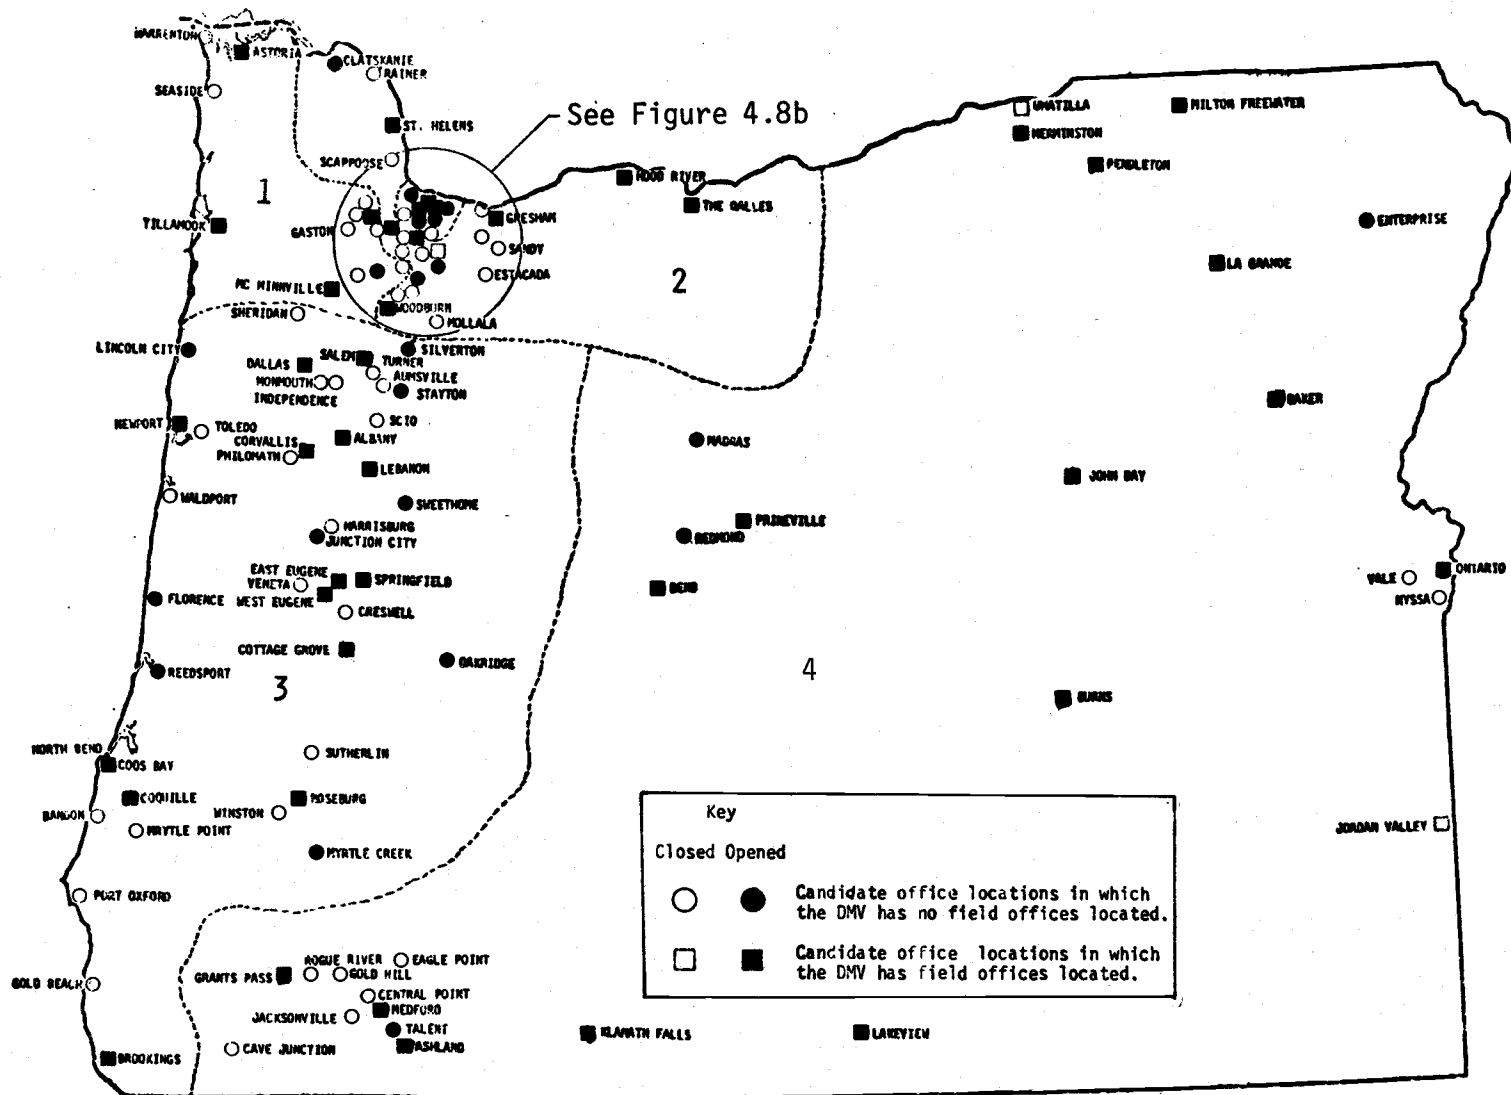 WARRENTON
ASTORIA
CLATSKANIE
RAINER
SEASIDE
See Figure 4.8b
UMATILLA
MILTON FREEWATER
ST. HELENS
HERMINSTON
SCAPPOOSE
PENDLETON
HOOD RIVER
1
THE DALLES
TILLAMOOK
GASTON
GRESHAM
ENTERPRISE
SANDY
LA GRANDE
ESTACADA
2
MC MINNVILLE
WOODBURN
SHERIDAN
MOLLALA
LINCOLN CITY
SILVERTON
SALEM
DALLAS
TURNER
AUMSVILLE
MONMOUTH
STAYTON
INDEPENDENCE
BAKER
NEWPORT
TOLEDO
SCIO
CORVALLIS
ALBANY
MADRAS
PHILOMATH
LEBANON
JOHN DAY
WALDPORT
SWEETHOME
HARRISBURG
PRINEVILLE
JUNCTION CITY
REDMOND
EAST EUGENE
SPRINGFIELD
ONTARIO
VENETA
VALE
BEND
WEST EUGENE
FLORENCE
NYSSA
CRESWELL
COTTAGE GROVE
OAKRIDGE
4
REEDSPORT
3
BURNS
NORTH BEND
SUTHERLIN
COOS BAY
COQUILLE
ROSEBURG
BANDON
WINSTON
MRYTLE POINT
JORDAN VALLEY
MYRTLE CREEK
PORT OXFORD
Key
Closed Opened
Candidate office locations in which
the DMV has no field offices located.
Candidate office locations in which
the DMV has field offices located.
ROGUE RIVER
EAGLE POINT
GRANTS PASS
GOLD HILL
GOLD BEACH
CENTRAL POINT
MEDFORD
JACKSONVILLE
TALENT
KLAMATH FALLS
LAKEVIEW
CAVE JUNCTION
ASHLAND
BROOKINGS